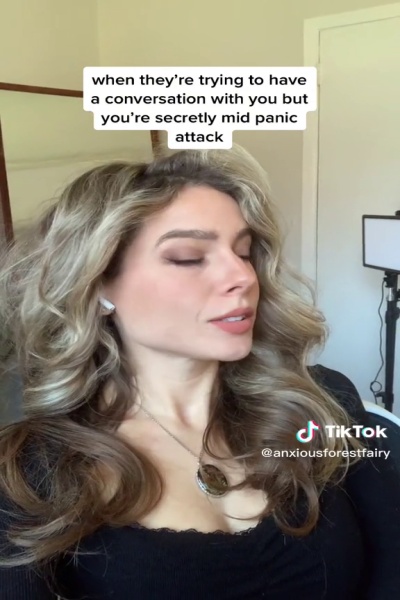 when they're trying to have
a conversation with you but
you're secretly mid panic
attack
TikTok
@anxiousforestfairy